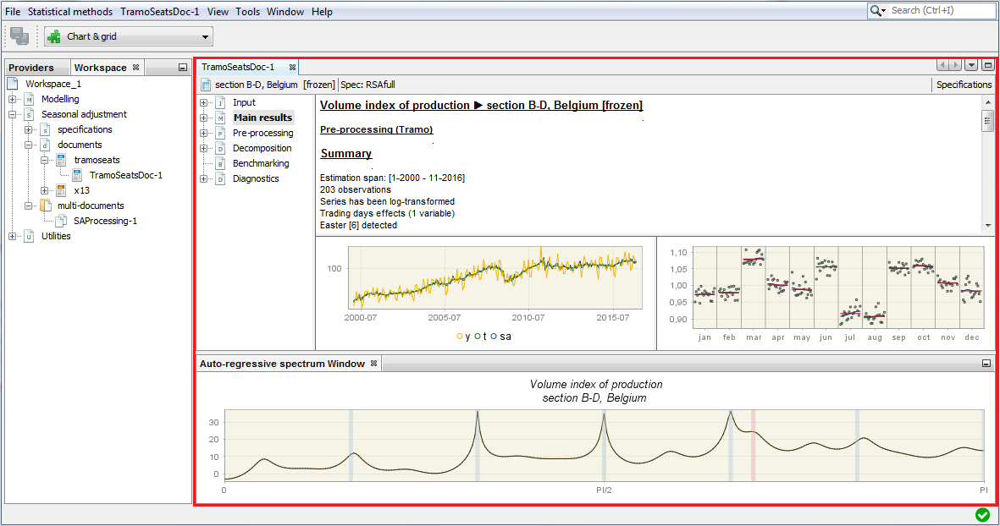 File Statistical methods TramoSeatsDoc-1 View Tools Window Help
Search (Ctrl+I)
Chart & grid
Providers Workspace
Workspace_1
M Modelling
S Seasonal adjustment
s specifications
d documents
tramoseats
TramoSeatsDoc-1
x13
multi-documents
SAProcessing-1
U Utilities
TramoSeatsDoc-1
section B-D, Belgium [frozen] Spec: RSAfull
Specifications
I Input
M Main results
P Pre-processing
D Decomposition
B Benchmarking
D Diagnostics
Volume index of production ▶ section B-D, Belgium [frozen]
Pre-processing (Tramo)
Summary
Estimation span: [1-2000 - 11-2016]
203 observations
Series has been log-transformed
Trading days effects (1 variable)
Easter [6] detected
100
2000-07 2005-07 2010-07 2015-07
y t sa
1,10
1,05
1,00
0,95
0,90
jan feb mar apr may jun jul aug sep oct nov dec
Auto-regressive spectrum Window
Volume index of production
section B-D, Belgium
30
20
10
0
0 PI/2 PI